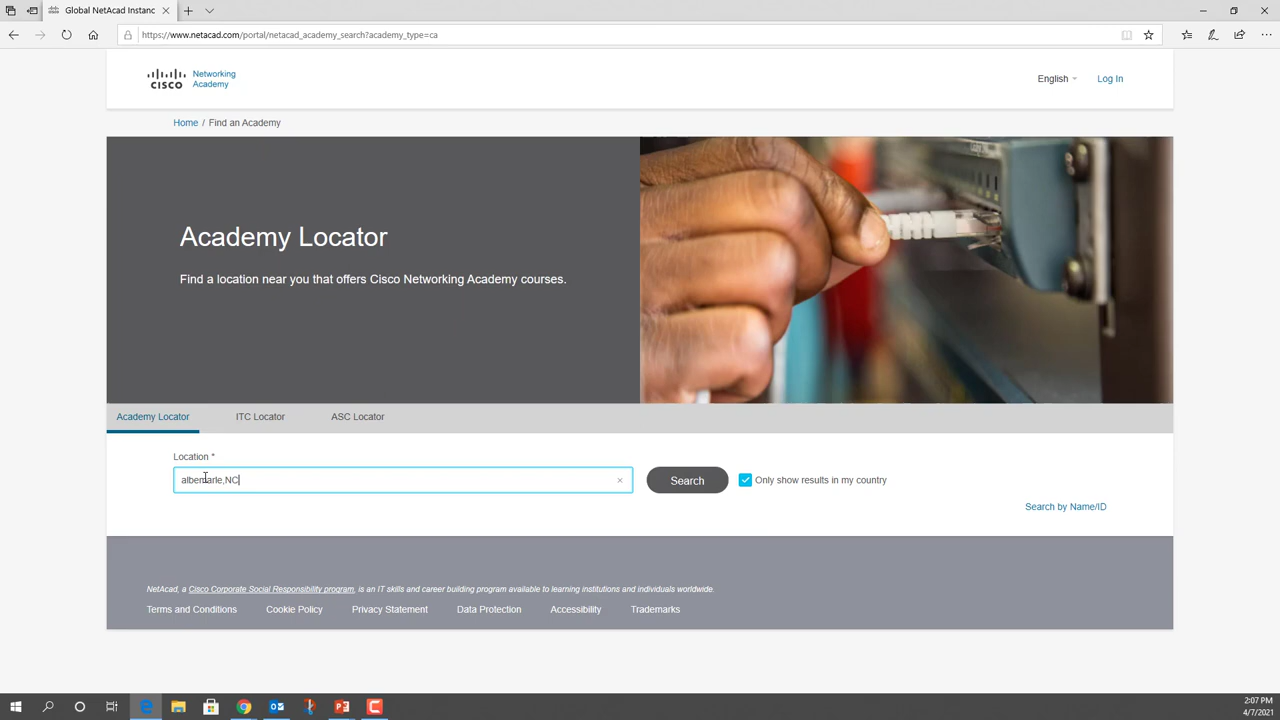 Global NetAcad Instanc
https://www.netacad.com/portal/netacad_academy_search?academy_type=ca
CISCO
Networking
Academy
English
Log In
Home / Find an Academy
Academy Locator
Find a location near you that offers Cisco Networking Academy courses.
Academy Locator
ITC Locator
ASC Locator
Location *
albemarle,NC
Search
Only show results in my country
Search by Name/ID
NetAcad, a Cisco Corporate Social Responsibility program, is an IT skills and career building program available to learning institutions and individuals worldwide.
Terms and Conditions
Cookie Policy
Privacy Statement
Data Protection
Accessibility
Trademarks
2:07 PM
4/7/2021